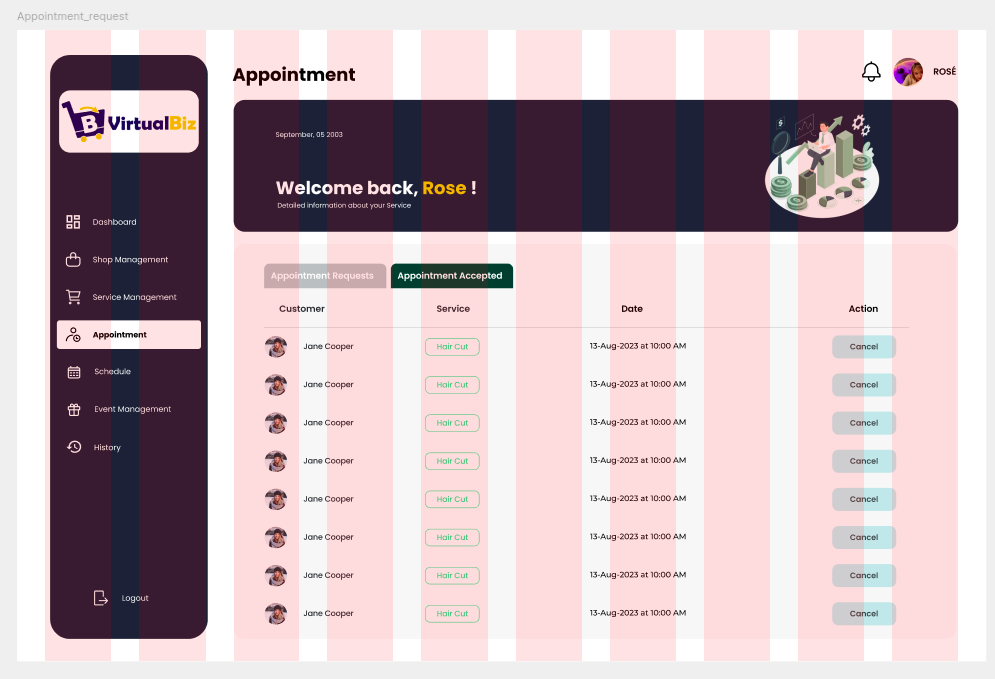 Appointment_request
VirtualBiz
Dashboard
Shop Management
Service Management
Appointment
Schedule
Event Management
History
Logout
Appointment
ROSÉ
September, 05 2003
Welcome back, Rose !
Detailed information about your Service
Appointment Requests
Appointment Accepted
Customer Service Date Action
Jane Cooper Hair Cut 13-Aug-2023 at 10:00 AM Cancel
Jane Cooper Hair Cut 13-Aug-2023 at 10:00 AM Cancel
Jane Cooper Hair Cut 13-Aug-2023 at 10:00 AM Cancel
Jane Cooper Hair Cut 13-Aug-2023 at 10:00 AM Cancel
Jane Cooper Hair Cut 13-Aug-2023 at 10:00 AM Cancel
Jane Cooper Hair Cut 13-Aug-2023 at 10:00 AM Cancel
Jane Cooper Hair Cut 13-Aug-2023 at 10:00 AM Cancel
Jane Cooper Hair Cut 13-Aug-2023 at 10:00 AM Cancel